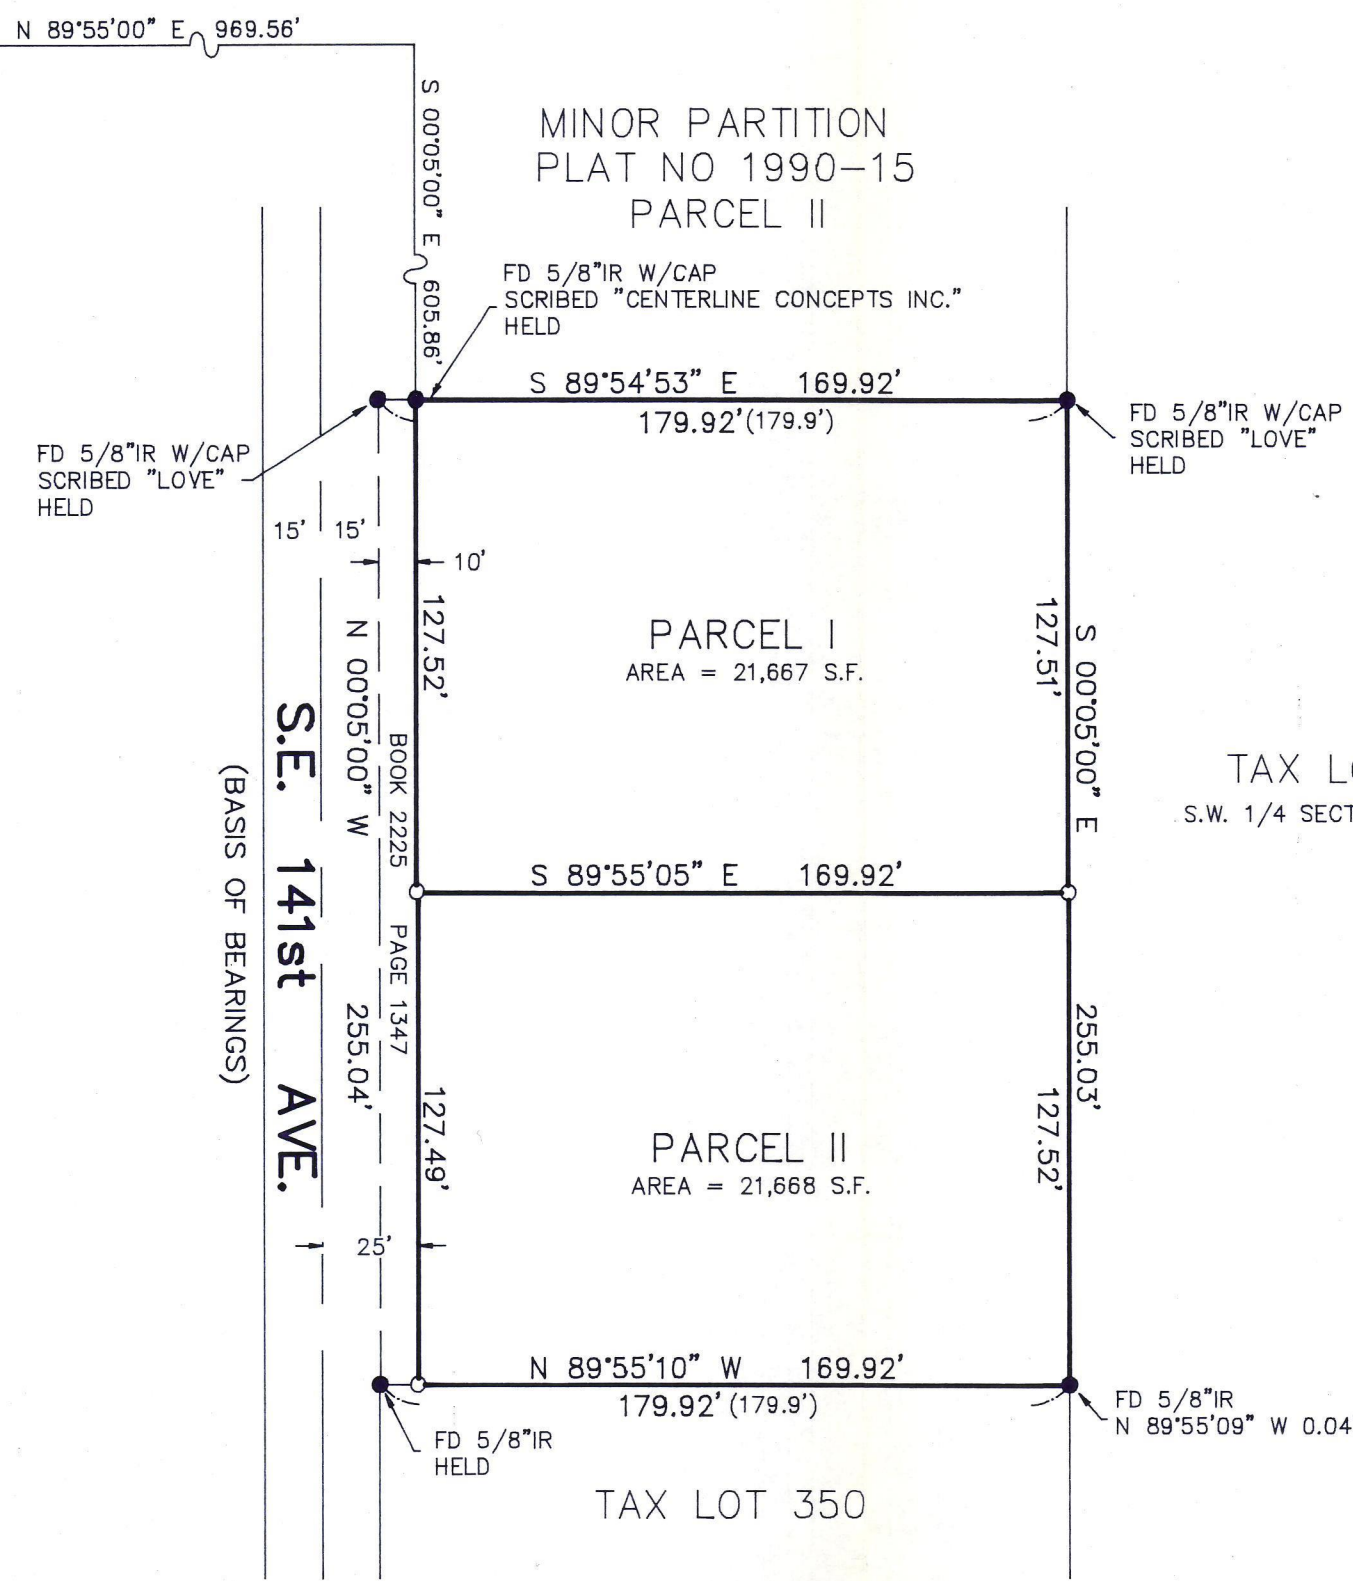 N 89°55'00" E 969.56'
S 00°05'00" E 605.86'
MINOR PARTITION
PLAT NO 1990-15
PARCEL II
FD 5/8"IR W/CAP
SCRIBED "CENTERLINE CONCEPTS INC."
HELD
S 89°54'53" E 169.92'
179.92' (179.9')
FD 5/8"IR W/CAP
SCRIBED "LOVE"
HELD
FD 5/8"IR W/CAP
SCRIBED "LOVE"
HELD
15' 15'
10'
127.52'
N 00°05'00" W 255.04'
BOOK 2225 PAGE 1347
S.E. 141st AVE.
(BASIS OF BEARINGS)
PARCEL I
AREA = 21,667 S.F.
127.51'
S 00°05'00" E 255.03'
TAX L
S.W. 1/4 SECT
S 89°55'05" E 169.92'
127.49'
PARCEL II
AREA = 21,668 S.F.
127.52'
25'
N 89°55'10" W 169.92'
179.92' (179.9')
FD 5/8"IR
HELD
FD 5/8"IR
N 89°55'09" W 0.04
TAX LOT 350